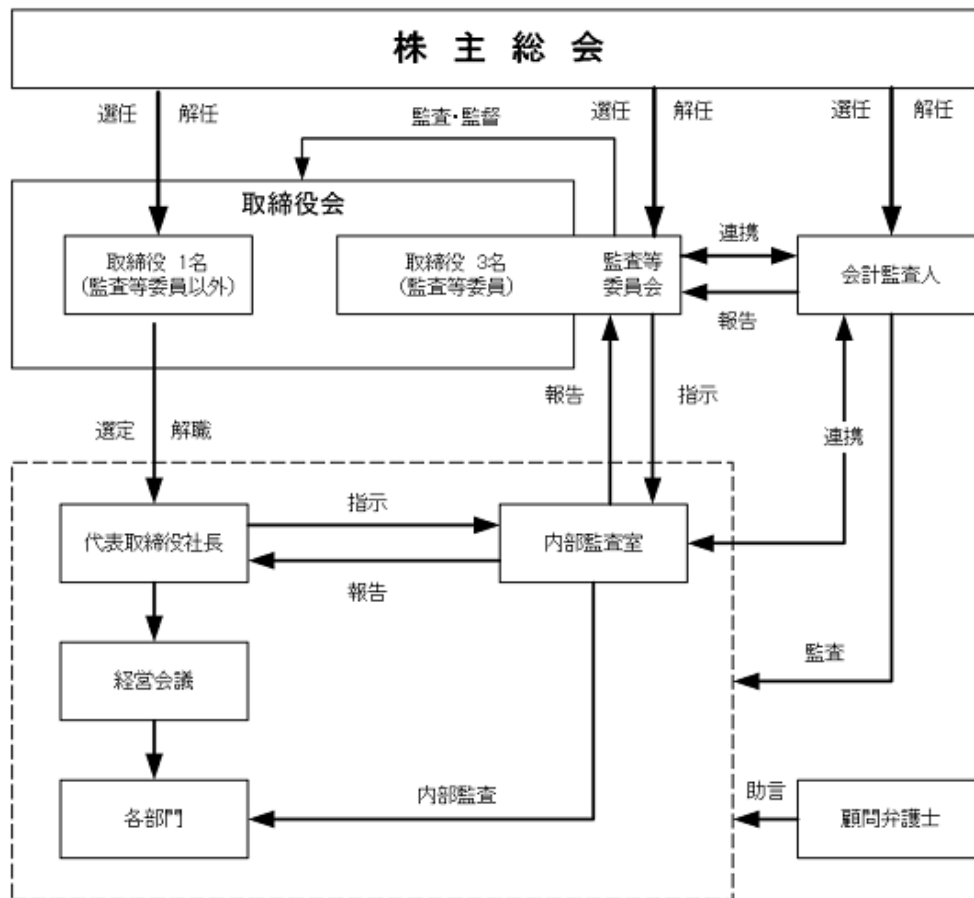 株主総会
選任 解任
監査・監督
選任 解任
選任 解任
取締役会
取締役 1名
(監査等委員以外)
取締役 3名
(監査等委員)
監査等
委員会
連携
報告
会計監査人
選定 解職
報告
指示
連携
代表取締役社長
指示
報告
内部監査室
経営会議
監査
各部門
内部監査
助言
顧問弁護士